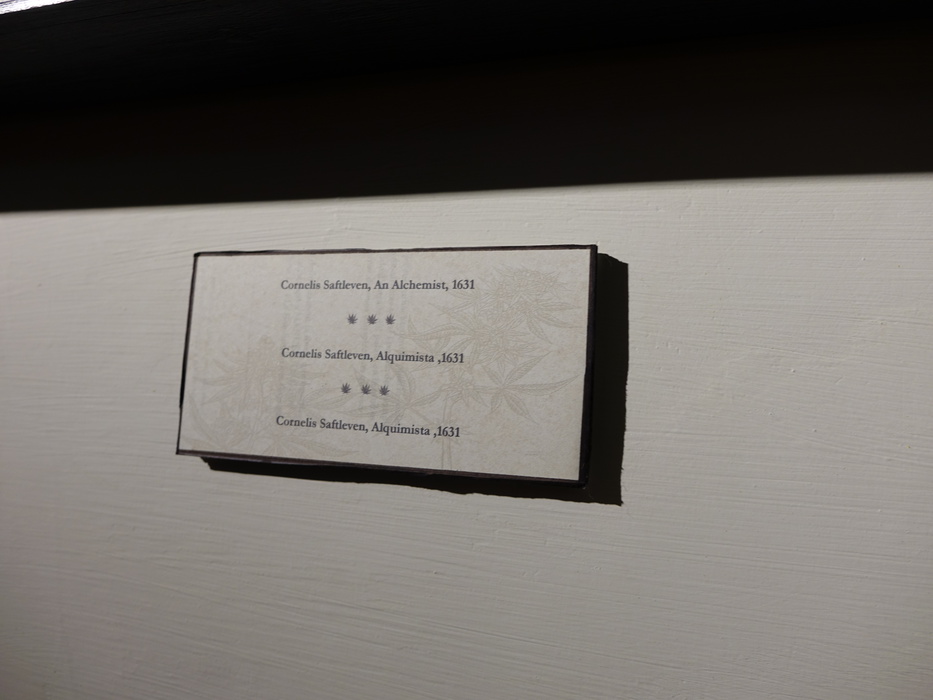 Cornelis Saftleven, An Alchemist, 1631
Cornelis Saftleven, Alquimista ,1631
Cornelis Saftleven, Alquimista ,1631